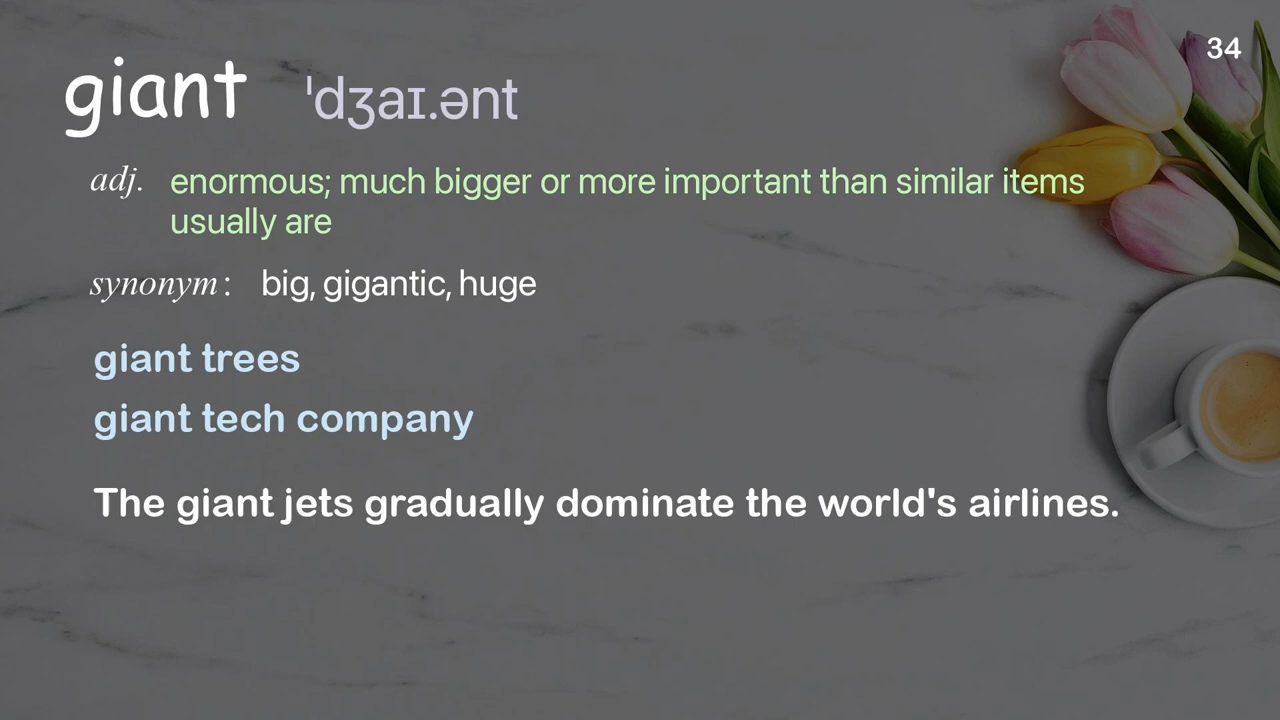 34
giant ˈdʒaɪ.ənt
adj. enormous; much bigger or more important than similar items
usually are
synonym: big, gigantic, huge
giant trees
giant tech company
The giant jets gradually dominate the world's airlines.